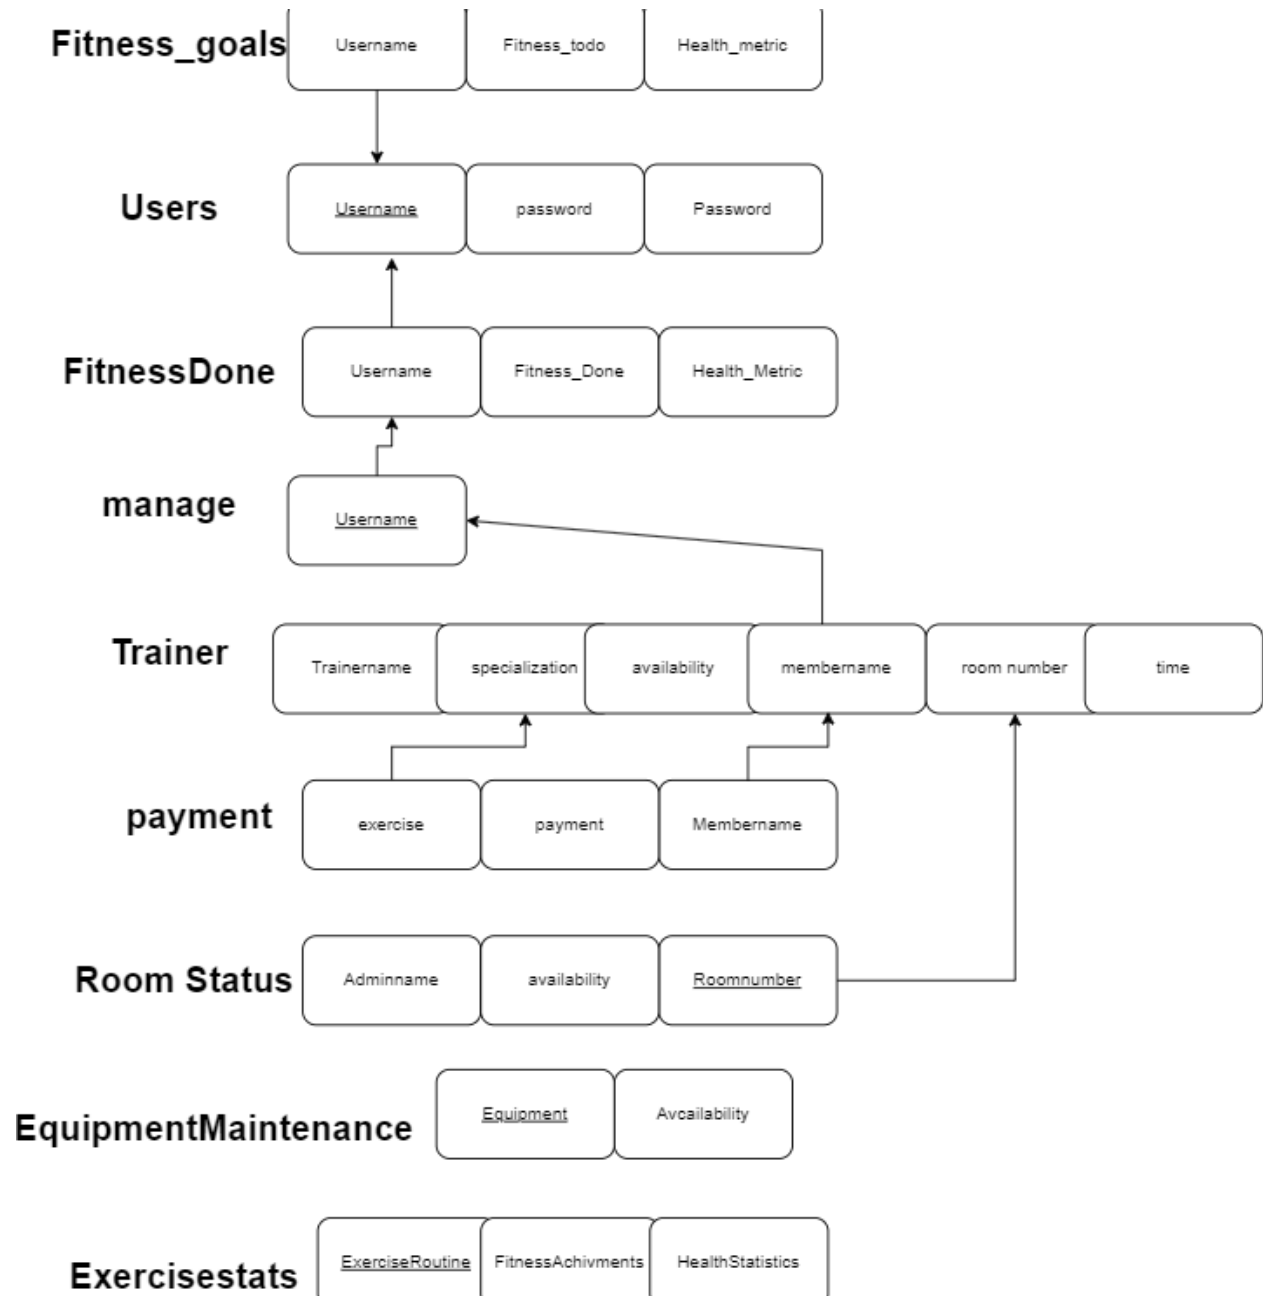 Fitness_goals Username Fitness_todo Health_metric
Users Username password Password
FitnessDone Username Fitness_Done Health_Metric
manage Username
Trainer Trainername specialization availability membername room number time
payment exercise payment Membername
Room Status Adminname availability Roomnumber
EquipmentMaintenance Equipment Avcailability
Exercisestats ExerciseRoutine FitnessAchivments HealthStatistics